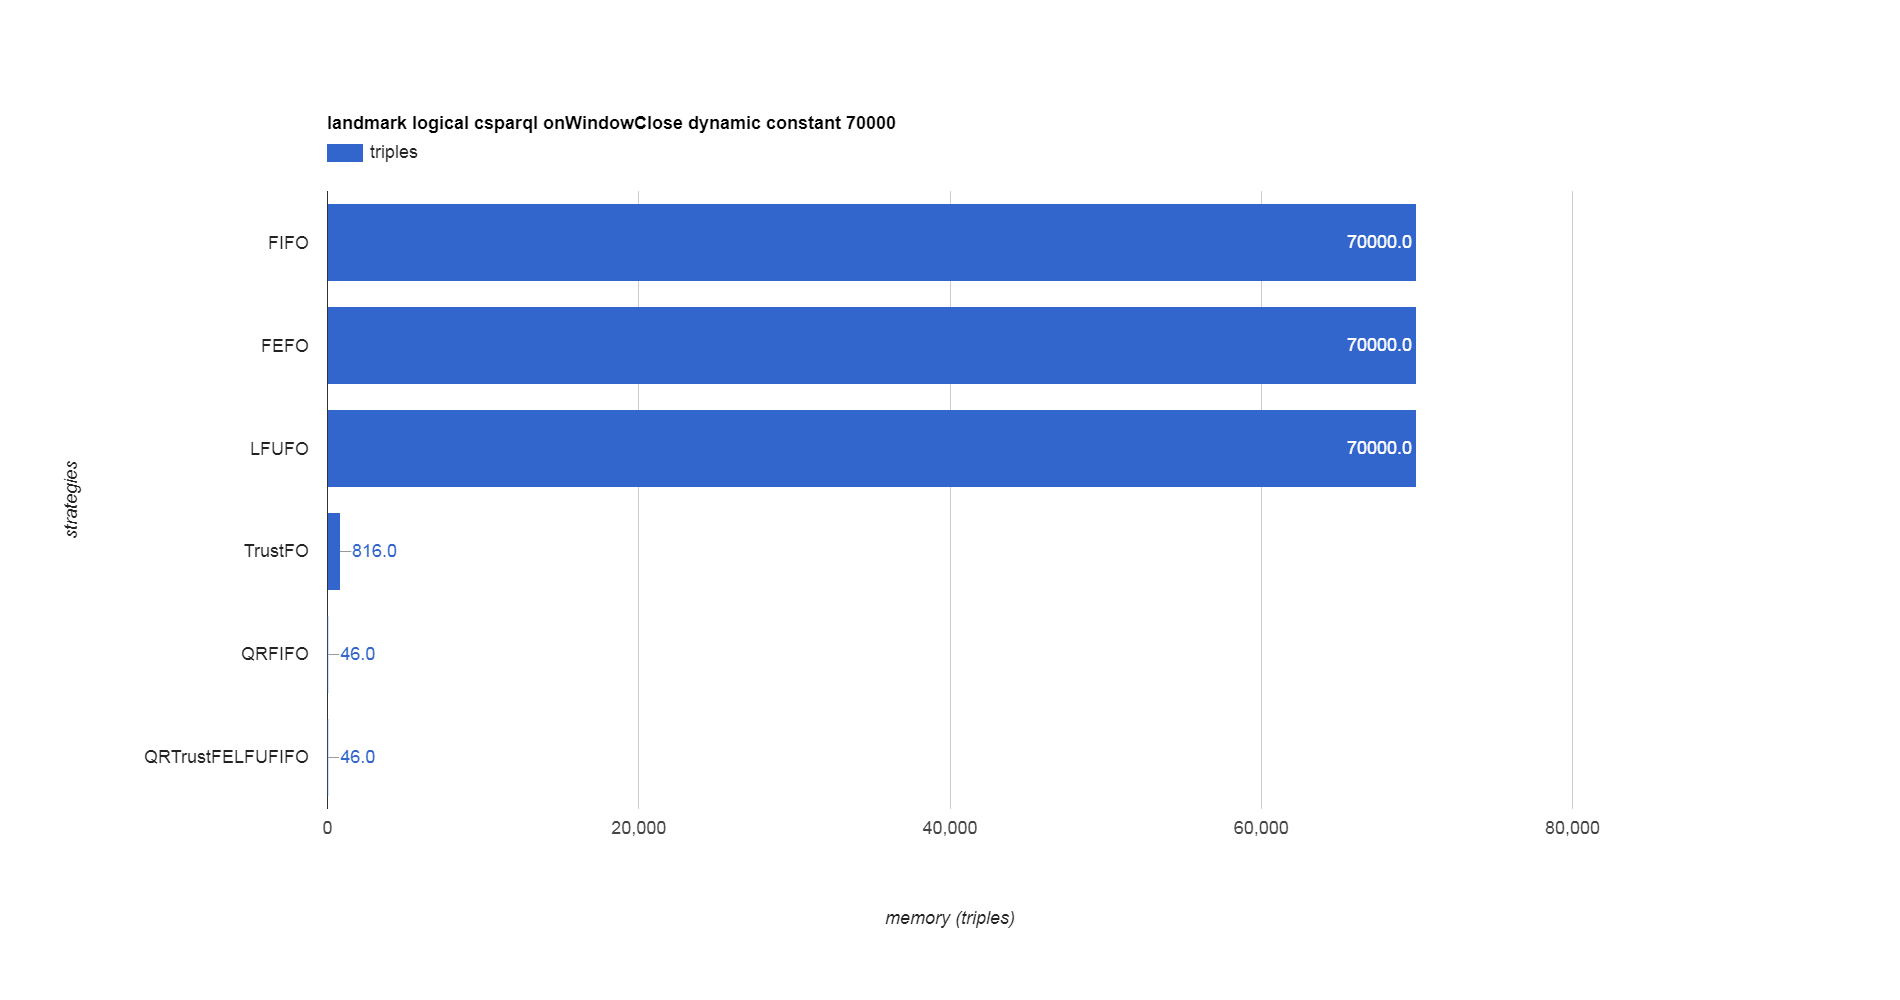 landmark logical csparql onWindowClose dynamic constant 70000
triples
FIFO 70000.0
FEFO 70000.0
LFUFO 70000.0
strategies
TrustFO 816.0
QRFIFO 46.0
QRTrustFELFUFIFO 46.0
0 20,000 40,000 60,000 80,000
memory (triples)